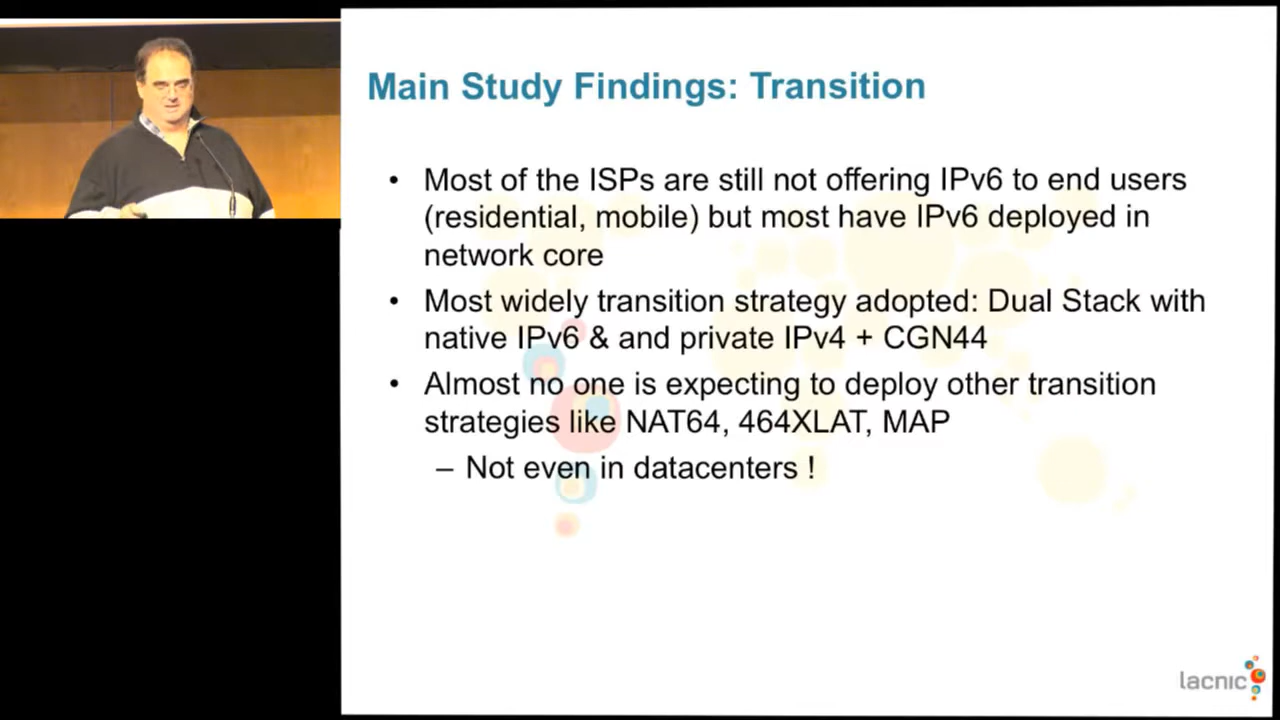 Main Study Findings: Transition
• Most of the ISPs are still not offering IPv6 to end users
(residential, mobile) but most have IPv6 deployed in
network core
• Most widely transition strategy adopted: Dual Stack with
native IPv6 & and private IPv4 + CGN44
• Almost no one is expecting to deploy other transition
strategies like NAT64, 464XLAT, MAP
– Not even in datacenters !
lacnic